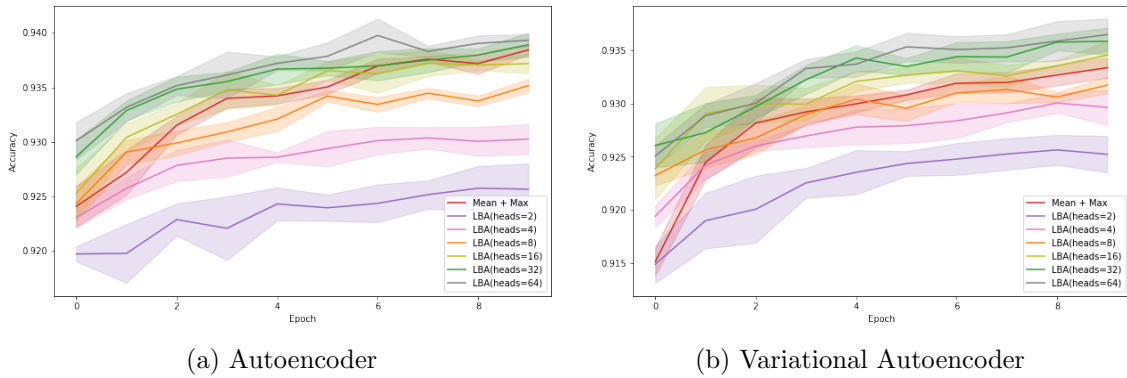 0.940
0.935
0.930
0.925
0.920
Accuracy
0 2 4 6 8
Epoch
Mean + Max
LBA(heads=2)
LBA(heads=4)
LBA(heads=8)
LBA(heads=16)
LBA(heads=32)
LBA(heads=64)
(a) Autoencoder
0.935
0.930
0.925
0.920
0.915
Accuracy
0 2 4 6 8
Epoch
Mean + Max
LBA(heads=2)
LBA(heads=4)
LBA(heads=8)
LBA(heads=16)
LBA(heads=32)
LBA(heads=64)
(b) Variational Autoencoder